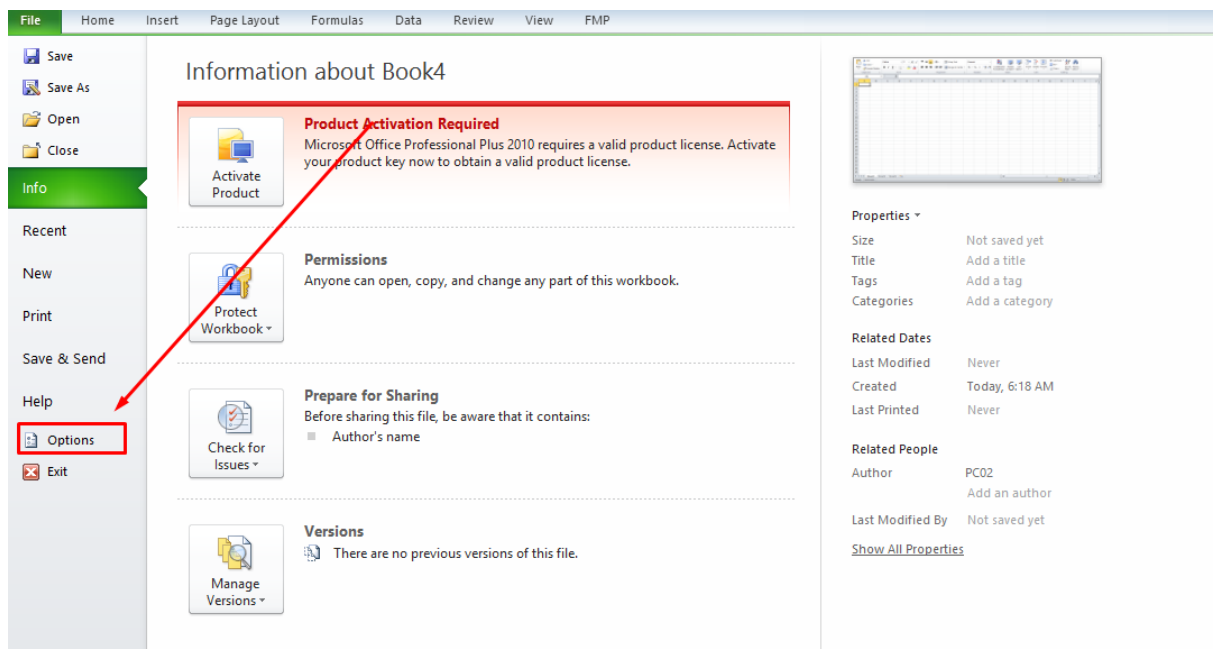 File Home Insert Page Layout Formulas Data Review View FMP
Save
Save As
Open
Close
Info
Recent
New
Print
Save & Send
Help
Options
Exit
Information about Book4
Activate
Product
Product Activation Required
Microsoft Office Professional Plus 2010 requires a valid product license. Activate
your product key now to obtain a valid product license.
Protect
Workbook
Permissions
Anyone can open, copy, and change any part of this workbook.
Check for
Issues
Prepare for Sharing
Before sharing this file, be aware that it contains:
Author's name
Manage
Versions
Versions
There are no previous versions of this file.
Properties
Size Not saved yet
Title Add a title
Tags Add a tag
Categories Add a category
Related Dates
Last Modified Never
Created Today, 6:18 AM
Last Printed Never
Related People
Author PC02
Add an author
Last Modified By Not saved yet
Show All Properties